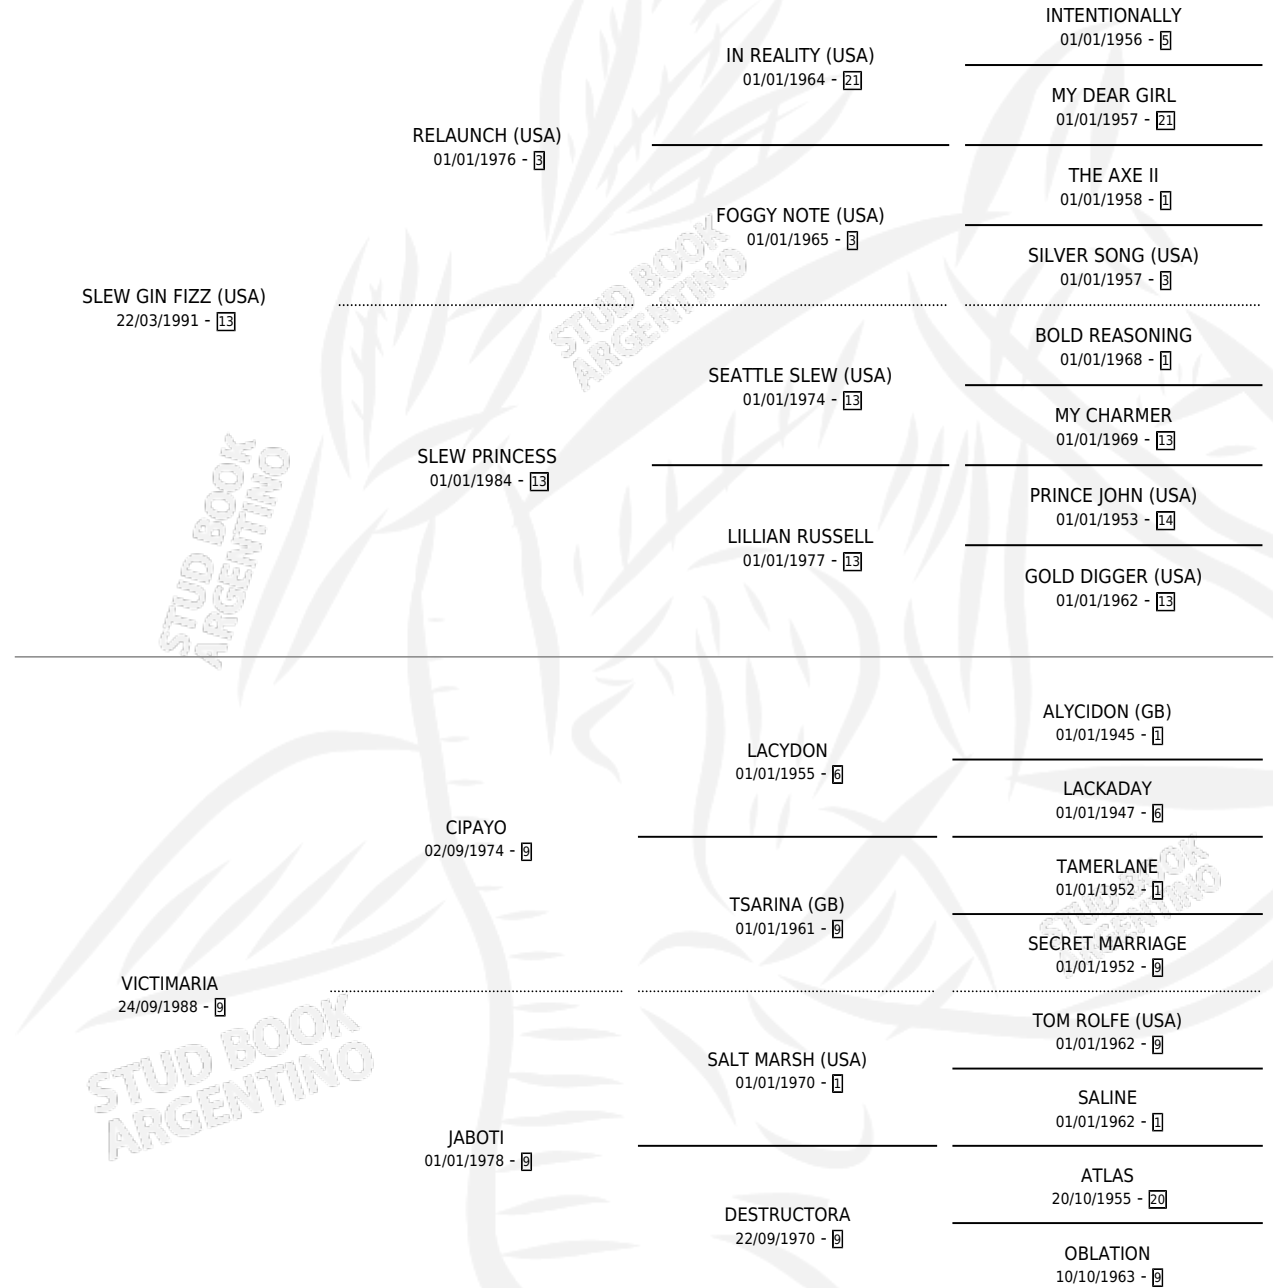 INTENTIONALLY
01/01/1956 - 5
IN REALITY (USA)
01/01/1964 - 21
MY DEAR GIRL
01/01/1957 - 21
RELAUNCH (USA)
01/01/1976 - 3
THE AXE II
01/01/1958 - 1
FOGGY NOTE (USA)
01/01/1965 - 3
SILVER SONG (USA)
01/01/1957 - 3
SLEW GIN FIZZ (USA)
22/03/1991 - 13
BOLD REASONING
01/01/1968 - 1
SEATTLE SLEW (USA)
01/01/1974 - 13
MY CHARMER
01/01/1969 - 13
SLEW PRINCESS
01/01/1984 - 13
PRINCE JOHN (USA)
01/01/1953 - 14
LILLIAN RUSSELL
01/01/1977 - 13
GOLD DIGGER (USA)
01/01/1962 - 13
STUD BOOK
ARGENTINO
STUD BOOK
ARGENTINO
ALYCIDON (GB)
01/01/1945 - 1
LACYDON
01/01/1955 - 6
LACKADAY
01/01/1947 - 6
CIPAYO
02/09/1974 - 9
TAMERLANE
01/01/1952 - 1
TSARINA (GB)
01/01/1961 - 9
SECRET MARRIAGE
01/01/1952 - 9
STUD BOOK
ARGENTINO
VICTIMARIA
24/09/1988 - 9
TOM ROLFE (USA)
01/01/1962 - 9
SALT MARSH (USA)
01/01/1970 - 1
SALINE
01/01/1962 - 1
STUD BOOK
ARGENTINO
JABOTI
01/01/1978 - 9
ATLAS
20/10/1955 - 20
DESTRUCTORA
22/09/1970 - 9
OBLATION
10/10/1963 - 9